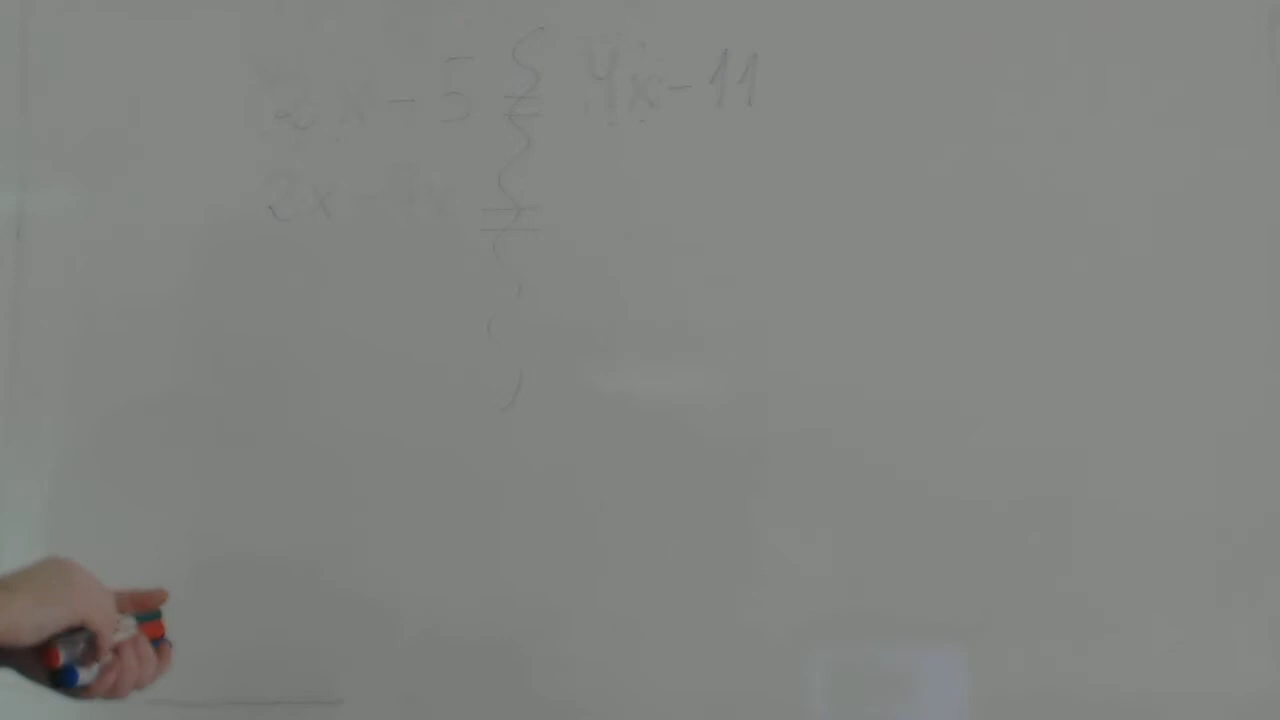 2x - 5 = 4x - 11
2x - 4x =